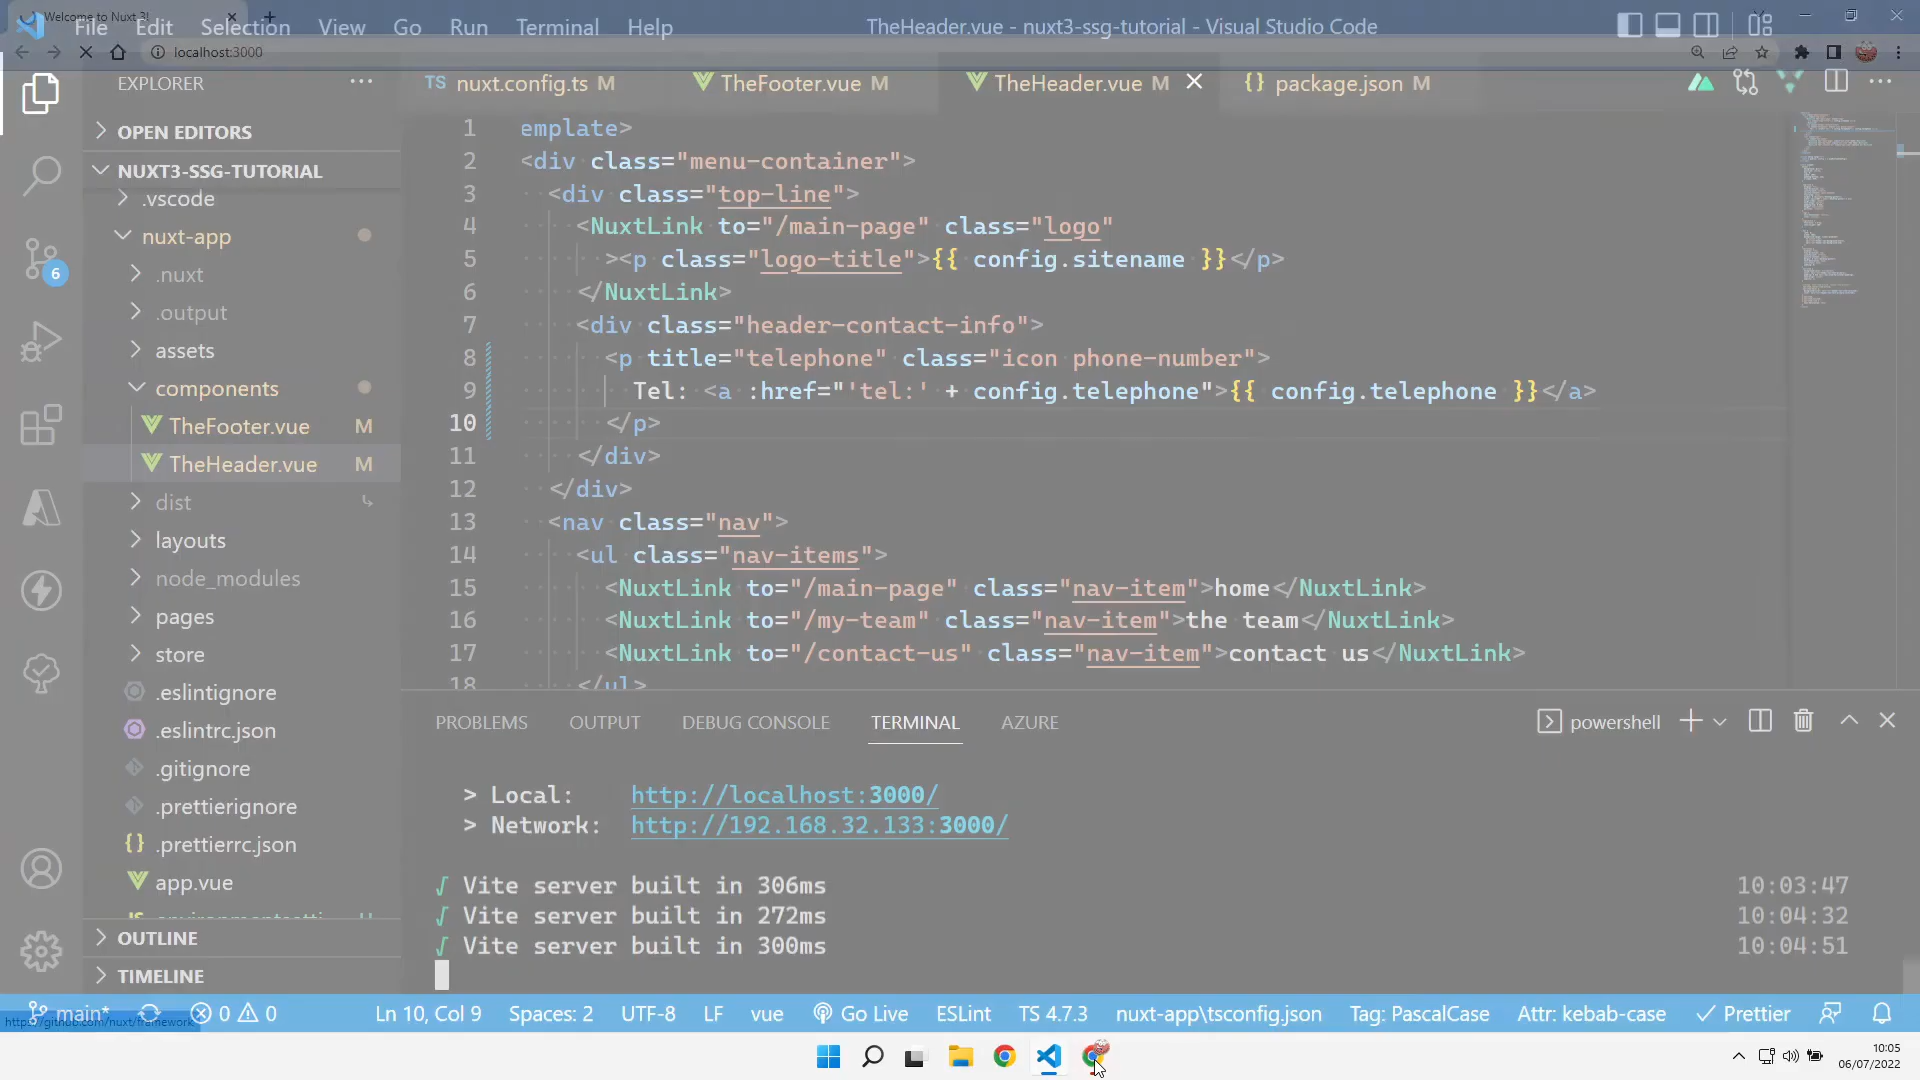 Welcome to Nuxt 3!
File Edit Selection View Go Run Terminal Help
TheHeader.vue - nuxt3-ssg-tutorial - Visual Studio Code
localhost:3000
EXPLORER
TS nuxt.config.ts M
TheFooter.vue M
TheHeader.vue M
{} package.json M
OPEN EDITORS
NUXT3-SSG-TUTORIAL
.vscode
nuxt-app
.nuxt
.output
assets
components
TheFooter.vue M
TheHeader.vue M
dist
layouts
node_modules
pages
store
.eslintignore
.eslintrc.json
.gitignore
.prettierignore
{} .prettierrc.json
app.vue
OUTLINE
TIMELINE
6
1 emplate>
2 <div class="menu-container">
3 <div class="top-line">
4 <NuxtLink to="/main-page" class="logo"
5 ><p class="logo-title">{{ config.sitename }}</p>
6 </NuxtLink>
7 <div class="header-contact-info">
8 <p title="telephone" class="icon phone-number">
9 Tel: <a :href="'tel:' + config.telephone">{{ config.telephone }}</a>
10 </p>
11 </div>
12 </div>
13 <nav class="nav">
14 <ul class="nav-items">
15 <NuxtLink to="/main-page" class="nav-item">home</NuxtLink>
16 <NuxtLink to="/my-team" class="nav-item">the team</NuxtLink>
17 <NuxtLink to="/contact-us" class="nav-item">contact us</NuxtLink>
18 </ul>
PROBLEMS OUTPUT DEBUG CONSOLE TERMINAL AZURE
powershell
> Local: http://localhost:3000/
> Network: http://192.168.32.133:3000/
√ Vite server built in 306ms 10:03:47
√ Vite server built in 272ms 10:04:32
√ Vite server built in 300ms 10:04:51
main* 0 0 Ln 10, Col 9 Spaces: 2 UTF-8 LF vue Go Live ESLint TS 4.7.3 nuxt-app\tsconfig.json Tag: PascalCase Attr: kebab-case Prettier
https://github.com/nuxt/framework
10:05
06/07/2022